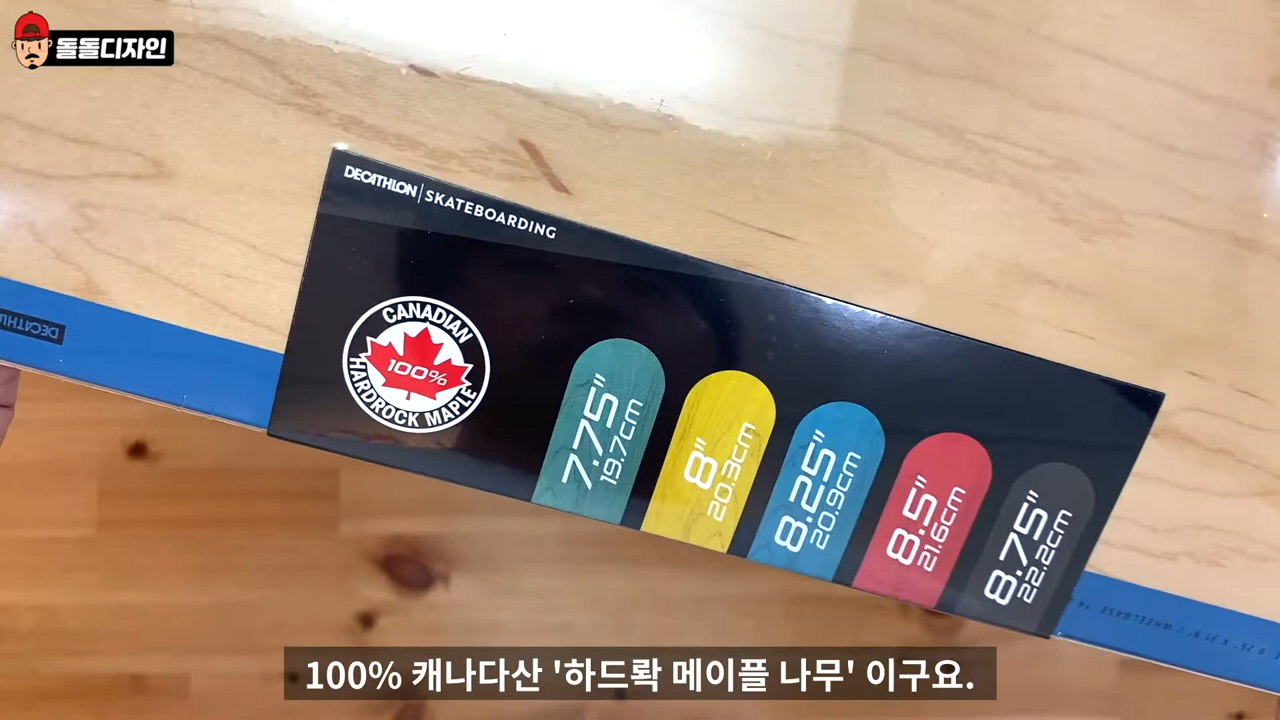 돌돌디자인
DECATHLON | SKATEBOARDING
CANADIAN
100%
HARDROCK MAPLE
7.75"
19.7cm
8"
20.3cm
8.25"
20.9cm
8.5"
21.6cm
8.75"
22.2cm
WHEELBASE
100% 캐나다산 '하드롹 메이플 나무' 이구요.